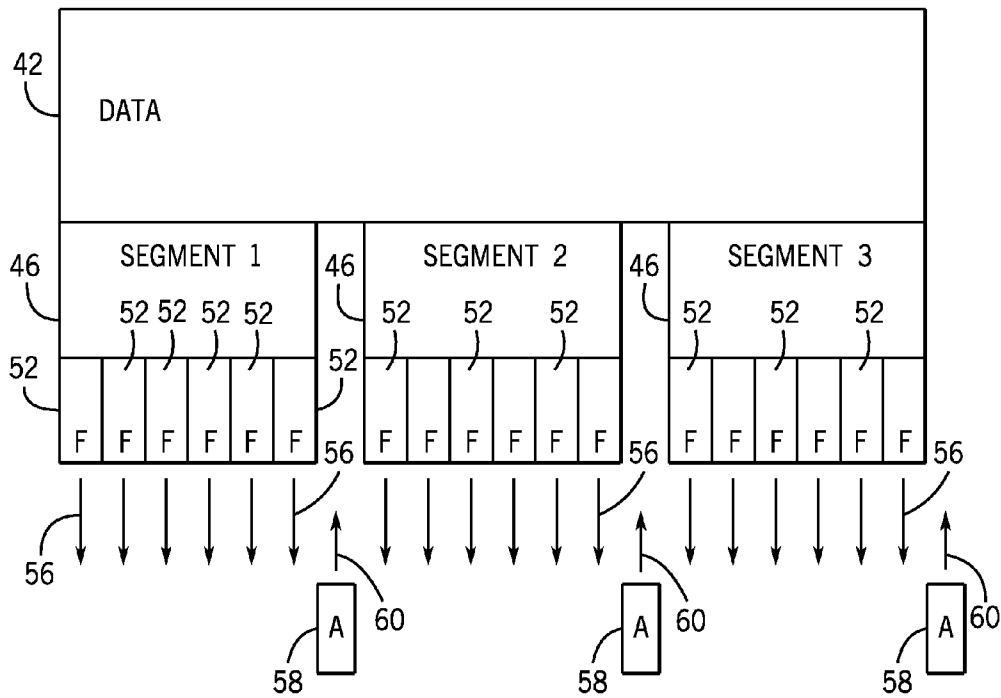 42
DATA
46 SEGMENT 1 46 SEGMENT 2 46 SEGMENT 3
52 52 52 52 52 52 52 52 52 52
52 52
F F F F F F F F F F F F F F F F F F
56 56 56
56
60 60 60
A A A
58 58 58